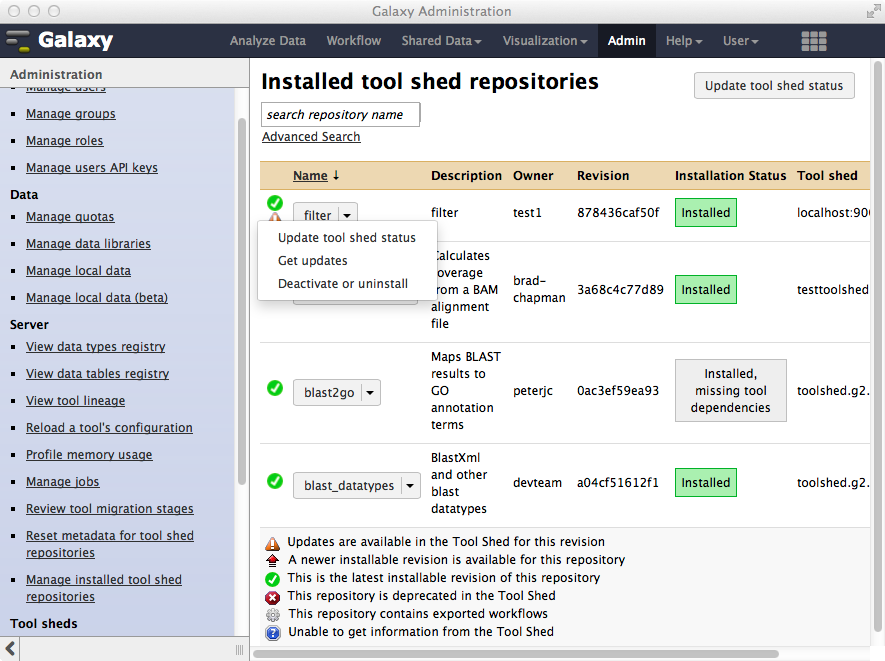 Galaxy Administration
Galaxy
Analyze Data
Workflow
Shared Data
Visualization
Admin
Help
User
Administration
Manage users
Manage groups
Manage roles
Manage users API keys
Data
Manage quotas
Manage data libraries
Manage local data
Manage local data (beta)
Server
View data types registry
View data tables registry
View tool lineage
Reload a tool's configuration
Profile memory usage
Manage jobs
Review tool migration stages
Reset metadata for tool shed
repositories
Manage installed tool shed
repositories
Tool sheds
Installed tool shed repositories
Update tool shed status
search repository name
Advanced Search
Name ↓
Description
Owner
Revision
Installation Status
Tool shed
filter
filter
test1
878436caf50f
Installed
localhost:900
Update tool shed status
Get updates
Deactivate or uninstall
Calculates
coverage
from a BAM
alignment
file
brad-
chapman
3a68c4c77d89
Installed
testtoolshed
blast2go
Maps BLAST
results to
GO
annotation
terms
peterjc
0ac3ef59ea93
Installed,
missing tool
dependencies
toolshed.g2.
blast_datatypes
BlastXml
and other
blast
datatypes
devteam
a04cf51612f1
Installed
toolshed.g2.
Updates are available in the Tool Shed for this revision
A newer installable revision is available for this repository
This is the latest installable revision of this repository
This repository is deprecated in the Tool Shed
This repository contains exported workflows
Unable to get information from the Tool Shed